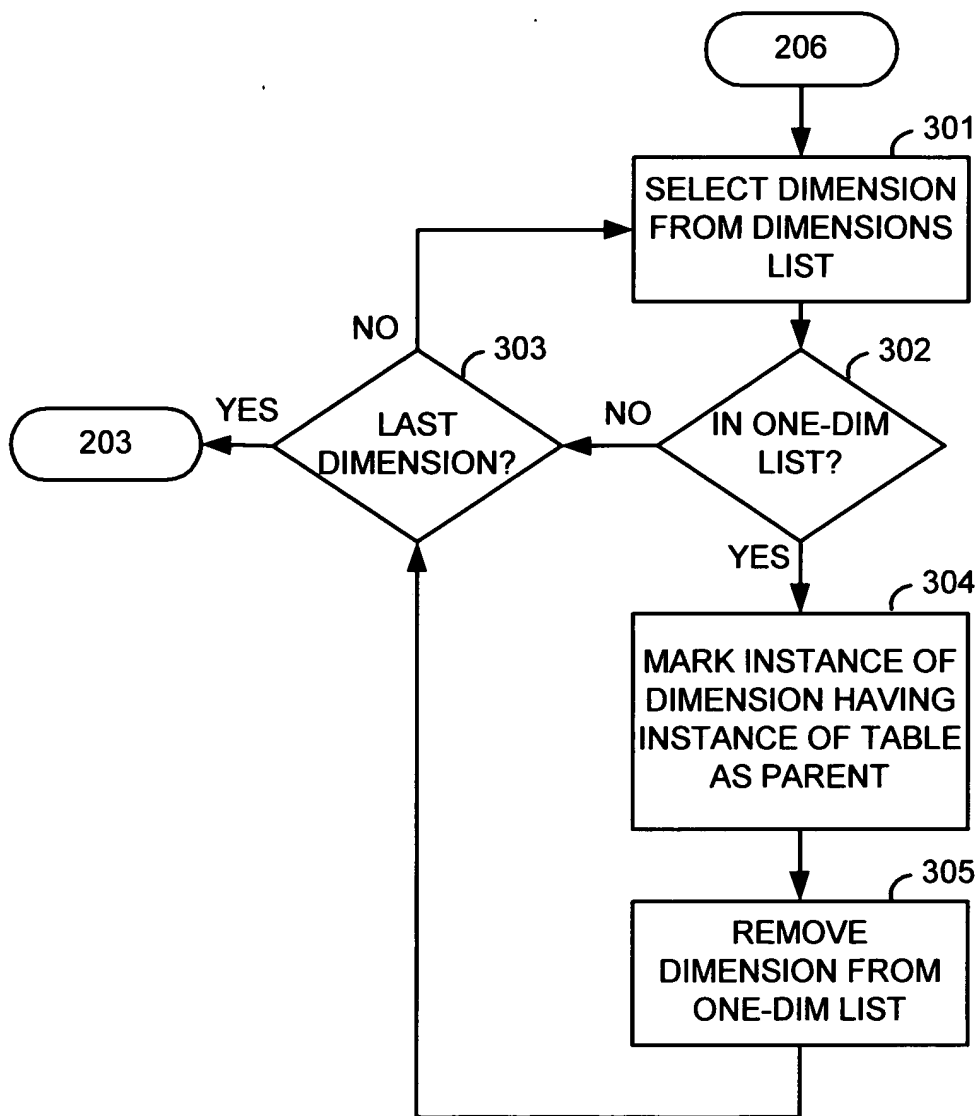 206
301
SELECT DIMENSION
FROM DIMENSIONS
LIST
NO
303
302
YES
NO
203
LAST
DIMENSION?
IN ONE-DIM
LIST?
YES
304
MARK INSTANCE OF
DIMENSION HAVING
INSTANCE OF TABLE
AS PARENT
305
REMOVE
DIMENSION FROM
ONE-DIM LIST